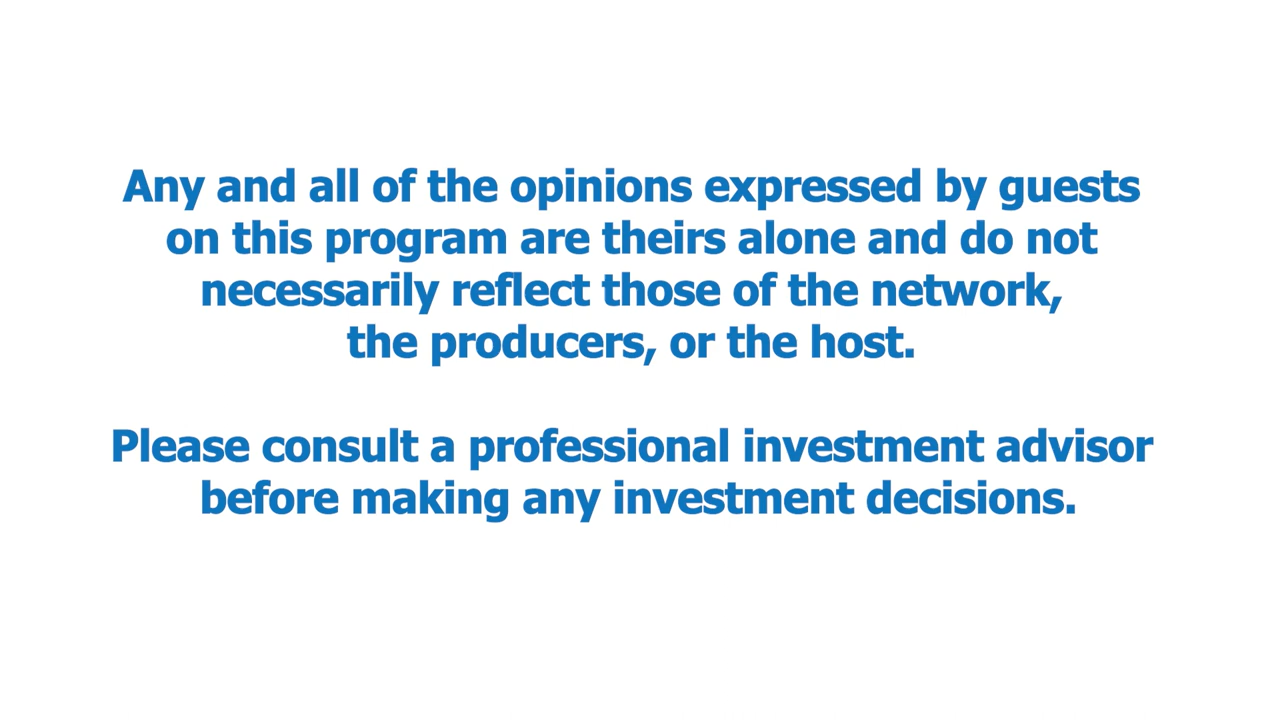 Any and all of the opinions expressed by guests
on this program are theirs alone and do not
necessarily reflect those of the network,
the producers, or the host.
Please consult a professional investment advisor
before making any investment decisions.